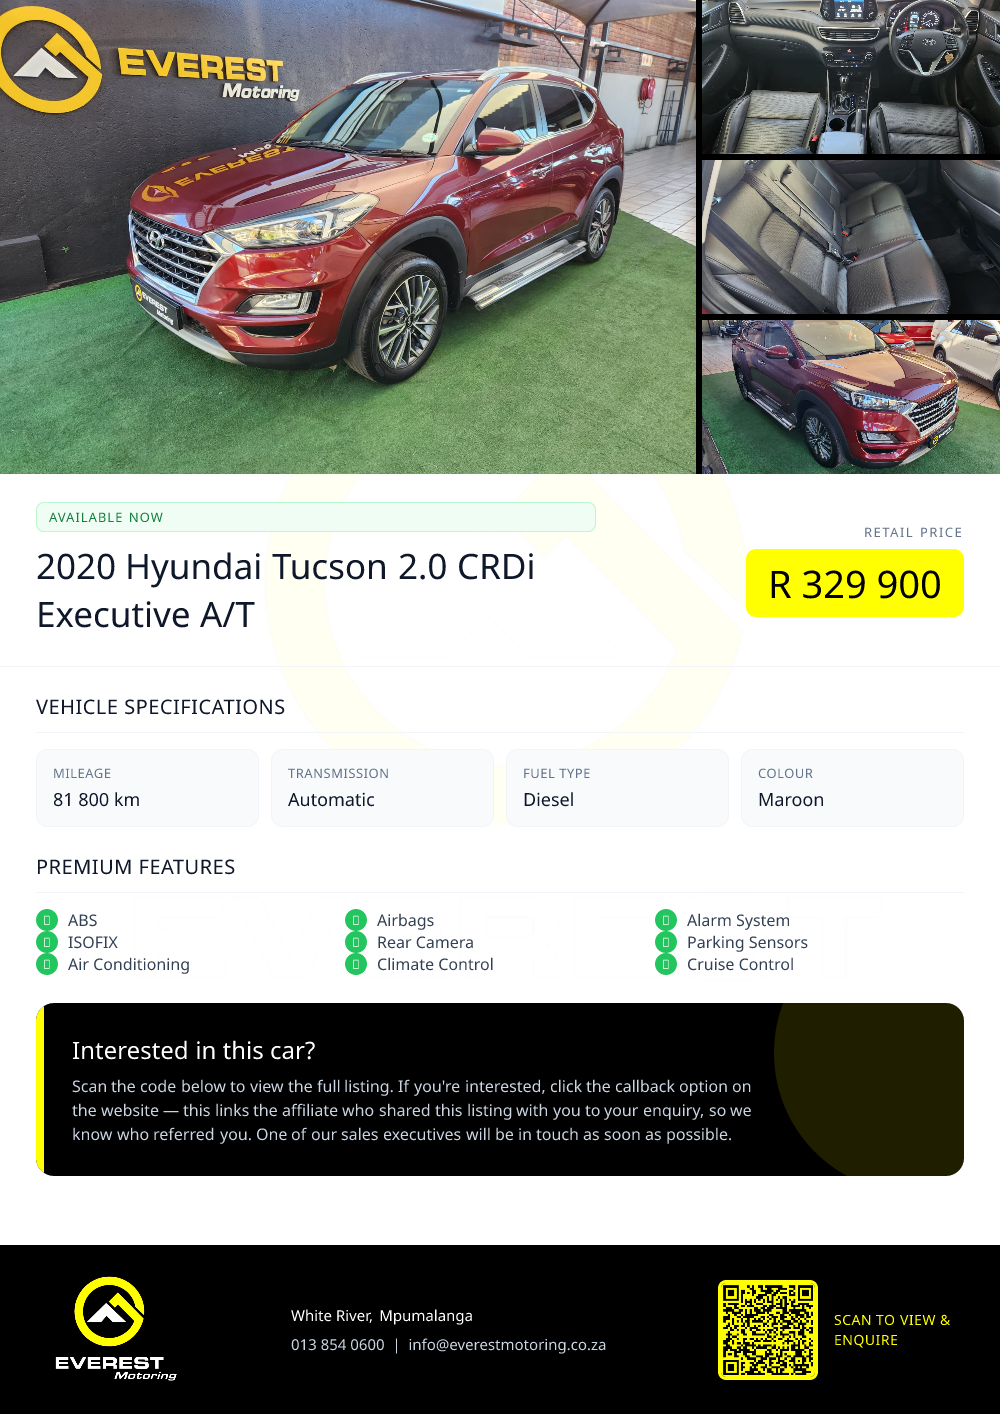 EVEREST
Motoring
EVEREST
Motoring
AVAILABLE NOW
2020 Hyundai Tucson 2.0 CRDi
Executive A/T
RETAIL PRICE
R 329 900
VEHICLE SPECIFICATIONS
MILEAGE
81 800 km
TRANSMISSION
Automatic
FUEL TYPE
Diesel
COLOUR
Maroon
PREMIUM FEATURES
ABS
Airbags
Alarm System
ISOFIX
Rear Camera
Parking Sensors
Air Conditioning
Climate Control
Cruise Control
Interested in this car?
Scan the code below to view the full listing. If you're interested, click the callback option on
the website — this links the affiliate who shared this listing with you to your enquiry, so we
know who referred you. One of our sales executives will be in touch as soon as possible.
EVEREST
Motoring
White River, Mpumalanga
013 854 0600 | info@everestmotoring.co.za
SCAN TO VIEW &
ENQUIRE